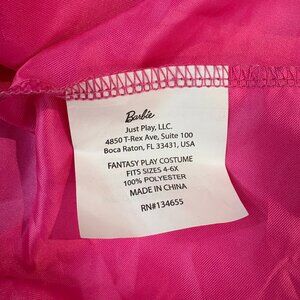 Barbie
Just Play, LLC.
4850 T-Rex Ave, Suite 100
Boca Raton, FL 33431, USA
FANTASY PLAY COSTUME
FITS SIZES 4-6X
100% POLYESTER
MADE IN CHINA
RN#134655